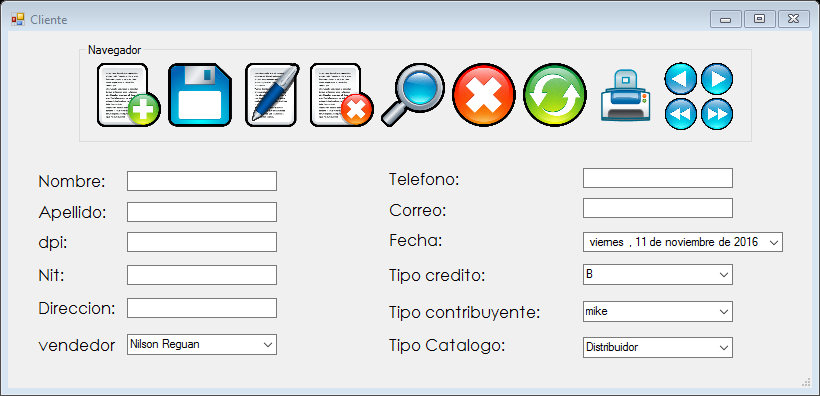 Cliente
Navegador
Nombre:
Apellido:
dpi:
Nit:
Direccion:
vendedor Nilson Reguan
Telefono:
Correo:
Fecha: viernes , 11 de noviembre de 2016
Tipo credito: B
Tipo contribuyente: mike
Tipo Catalogo: Distribuidor